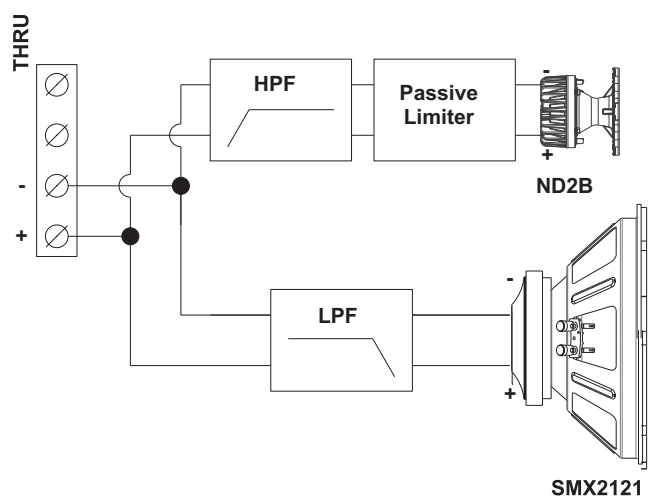 THRU
HPF
Passive
Limiter
-
+
ND2B
-
+
LPF
-
+
SMX2121